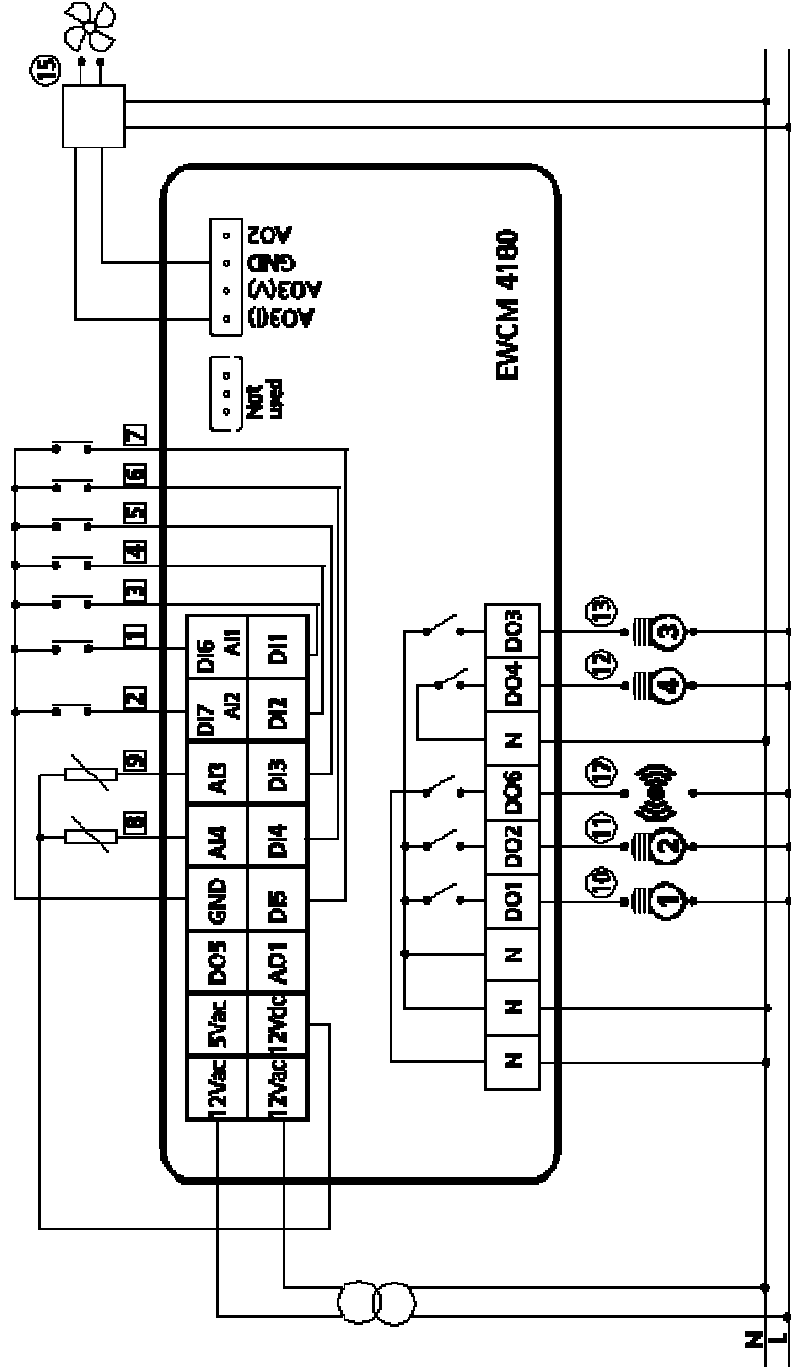 15
AO2
GND
AO3(V)
AO3(I)
Not
used
EWCM 4180
7
6
5
4
3
1
2
9
8
12Vac
5Vac
DO5
GND
AI4
AI3
DI7
AI2
DI6
AI1
12Vac
12Vdc
AO1
DI5
DI4
DI3
DI2
DI1
N
N
N
DO1
DO2
DO6
N
DO4
DO3
10
11
17
12
13
1
2
4
3
N
L